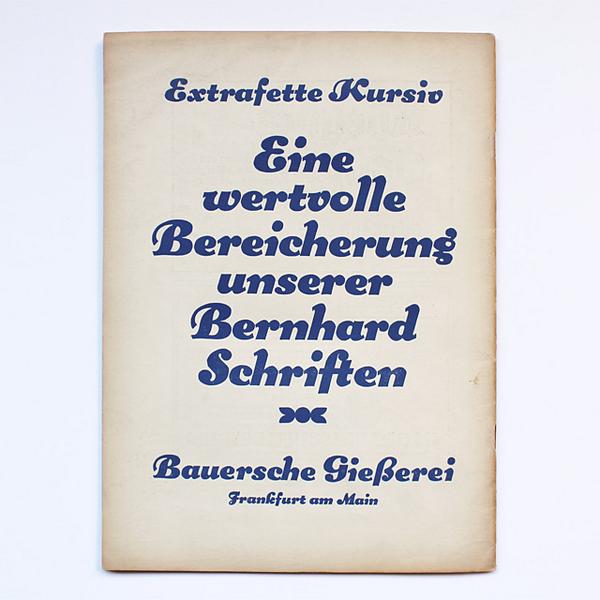 Extrafette Kursiv
Eine
wertvolle
Bereicherung
unserer
Bernhard
Schriften
Bauersche Gießerei
Frankfurt am Main